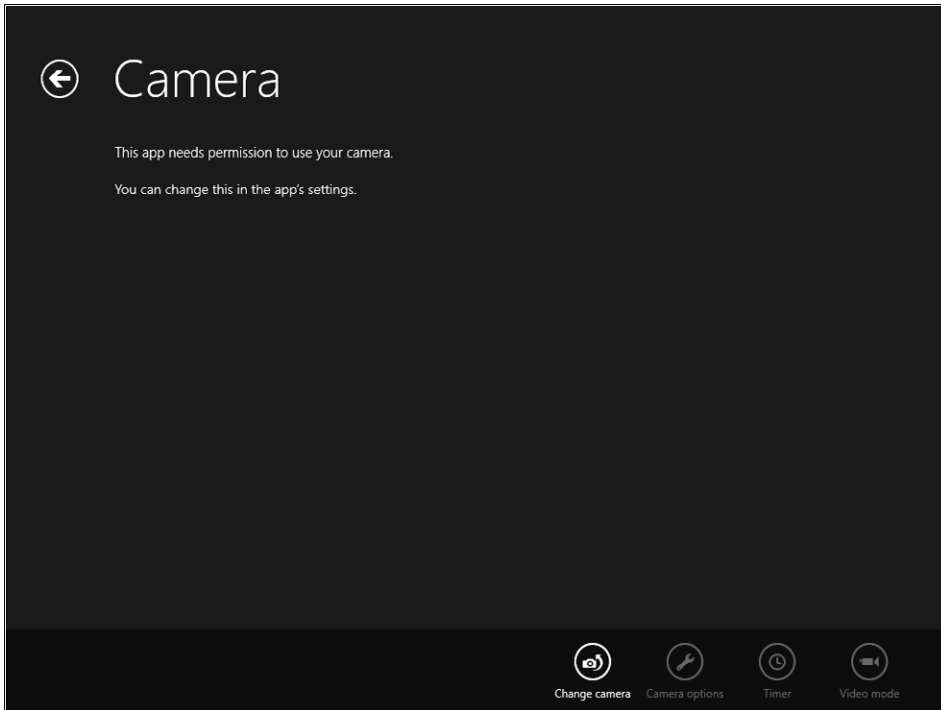 Camera
This app needs permission to use your camera.
You can change this in the app's settings.
Change camera Camera options Timer Video mode